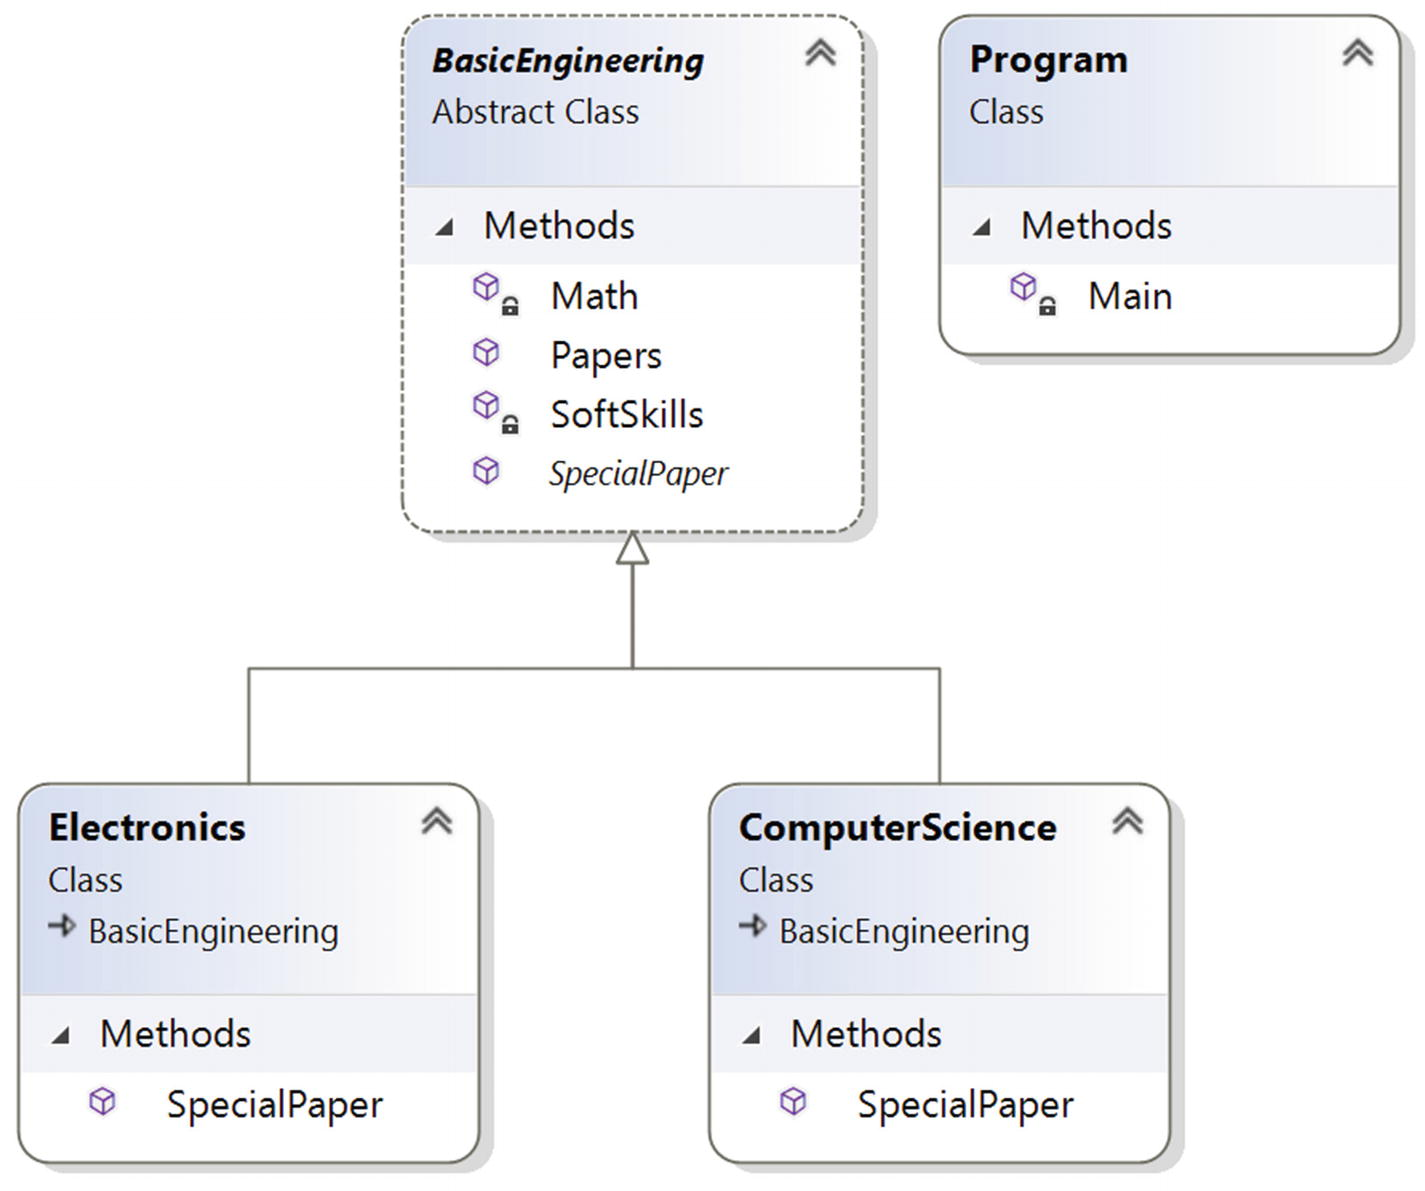 BasicEngineering
Abstract Class
Methods
Math
Papers
SoftSkills
SpecialPaper
Program
Class
Methods
Main
Electronics
Class
BasicEngineering
Methods
SpecialPaper
ComputerScience
Class
BasicEngineering
Methods
SpecialPaper